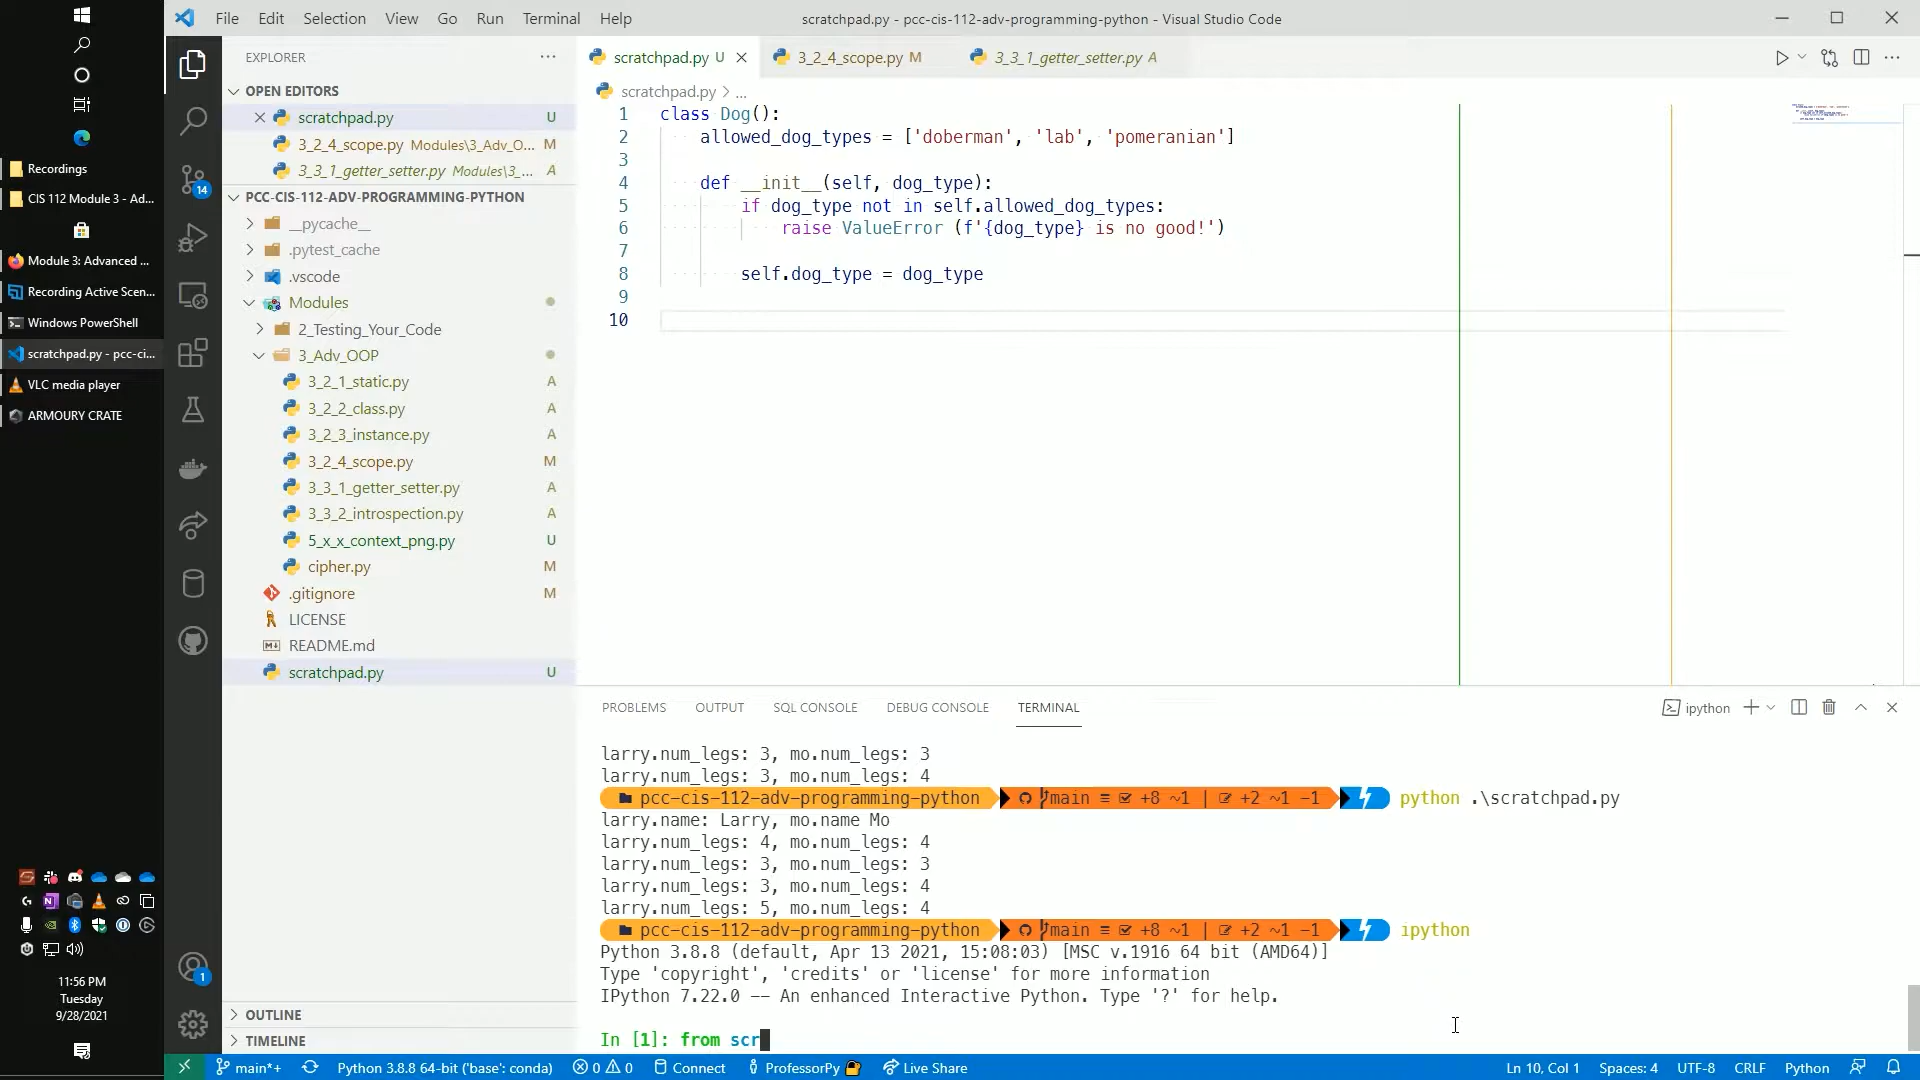 File Edit Selection View Go Run Terminal Help
scratchpad.py - pcc-cis-112-adv-programming-python - Visual Studio Code
Recordings
CIS 112 Module 3 - Ad...
Module 3: Advanced ...
Recording Active Scen...
Windows PowerShell
scratchpad.py - pcc-ci...
VLC media player
ARMOURY CRATE
11:56 PM
Tuesday
9/28/2021
14
1
EXPLORER
OPEN EDITORS
scratchpad.py U
3_2_4_scope.py Modules\3_Adv_O... M
3_3_1_getter_setter.py Modules\3_... A
PCC-CIS-112-ADV-PROGRAMMING-PYTHON
__pycache__
.pytest_cache
.vscode
Modules
2_Testing_Your_Code
3_Adv_OOP
3_2_1_static.py A
3_2_2_class.py A
3_2_3_instance.py A
3_2_4_scope.py M
3_3_1_getter_setter.py A
3_3_2_introspection.py A
5_x_x_context_png.py U
cipher.py M
.gitignore M
LICENSE
README.md
scratchpad.py U
OUTLINE
TIMELINE
scratchpad.py U 3_2_4_scope.py M 3_3_1_getter_setter.py A
scratchpad.py > ...
1 class Dog():
2 allowed_dog_types = ['doberman', 'lab', 'pomeranian']
3
4 def __init__(self, dog_type):
5 if dog_type not in self.allowed_dog_types:
6 raise ValueError (f'{dog_type} is no good!')
7
8 self.dog_type = dog_type
9
10
PROBLEMS OUTPUT SQL CONSOLE DEBUG CONSOLE TERMINAL
ipython
larry.num_legs: 3, mo.num_legs: 3
larry.num_legs: 3, mo.num_legs: 4
pcc-cis-112-adv-programming-python main ≡ +8 ~1 | +2 ~1 −1 python .\scratchpad.py
larry.name: Larry, mo.name Mo
larry.num_legs: 4, mo.num_legs: 4
larry.num_legs: 3, mo.num_legs: 3
larry.num_legs: 3, mo.num_legs: 4
larry.num_legs: 5, mo.num_legs: 4
pcc-cis-112-adv-programming-python main ≡ +8 ~1 | +2 ~1 −1 ipython
Python 3.8.8 (default, Apr 13 2021, 15:08:03) [MSC v.1916 64 bit (AMD64)]
Type 'copyright', 'credits' or 'license' for more information
IPython 7.22.0 -- An enhanced Interactive Python. Type '?' for help.
In [1]: from scr
main*+ Python 3.8.8 64-bit ('base': conda) 0 0 Connect ProfessorPy Live Share Ln 10, Col 1 Spaces: 4 UTF-8 CRLF Python